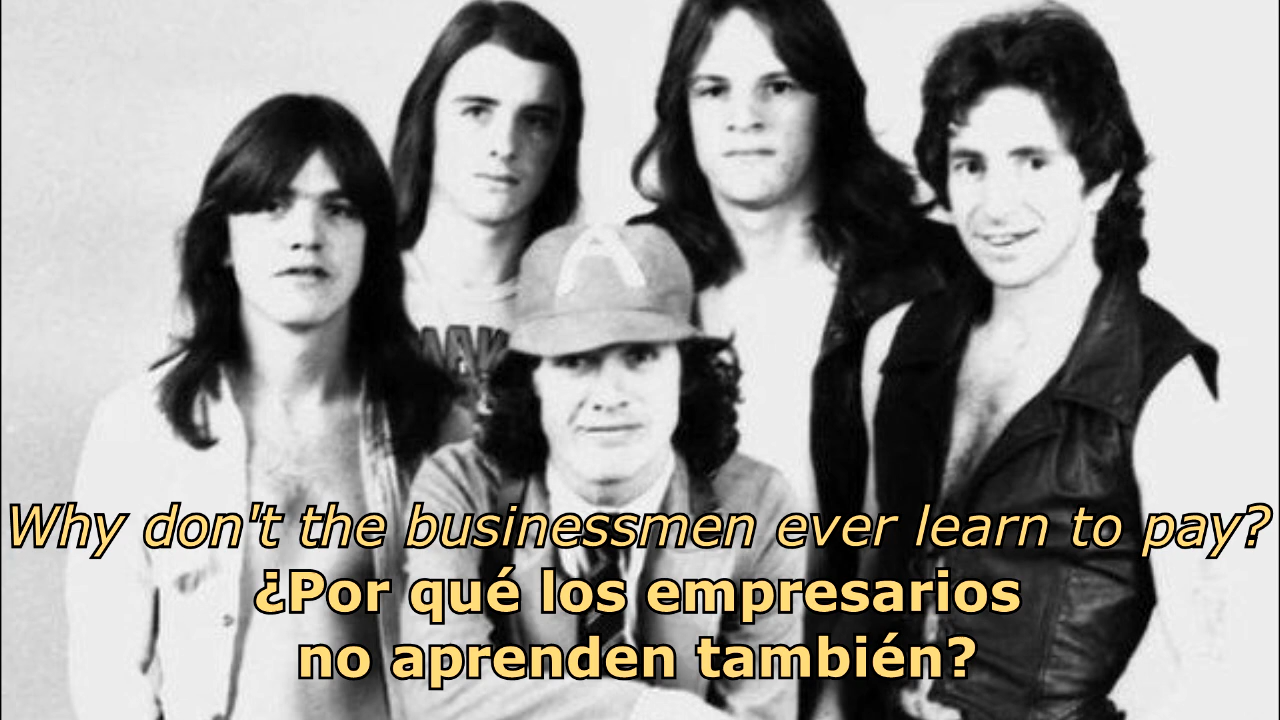 A
Why don't the businessmen ever learn to pay?
¿Por qué los empresarios
no aprenden también?